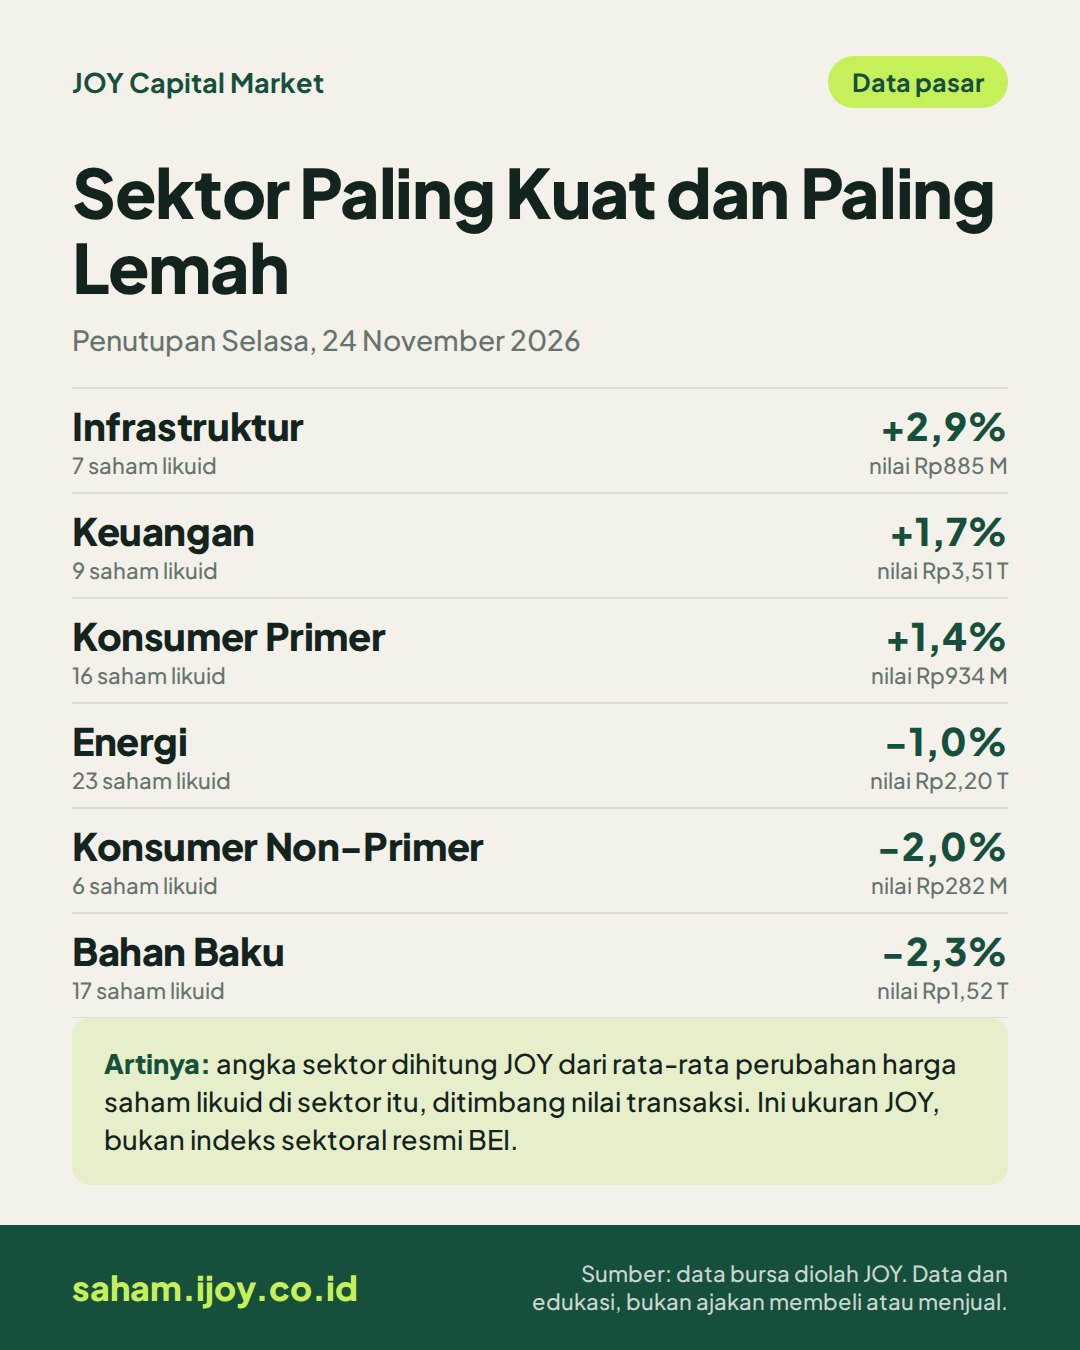 JOY Capital Market
Data pasar
Sektor Paling Kuat dan Paling
Lemah
Penutupan Selasa, 24 November 2026
Infrastruktur
+2,9%
7 saham likuid
nilai Rp885 M
Keuangan
+1,7%
9 saham likuid
nilai Rp3,51 T
Konsumer Primer
+1,4%
16 saham likuid
nilai Rp934 M
Energi
-1,0%
23 saham likuid
nilai Rp2,20 T
Konsumer Non-Primer
-2,0%
6 saham likuid
nilai Rp282 M
Bahan Baku
-2,3%
17 saham likuid
nilai Rp1,52 T
Artinya: angka sektor dihitung JOY dari rata-rata perubahan harga
saham likuid di sektor itu, ditimbang nilai transaksi. Ini ukuran JOY,
bukan indeks sektoral resmi BEI.
saham.ijoy.co.id
Sumber: data bursa diolah JOY. Data dan
edukasi, bukan ajakan membeli atau menjual.